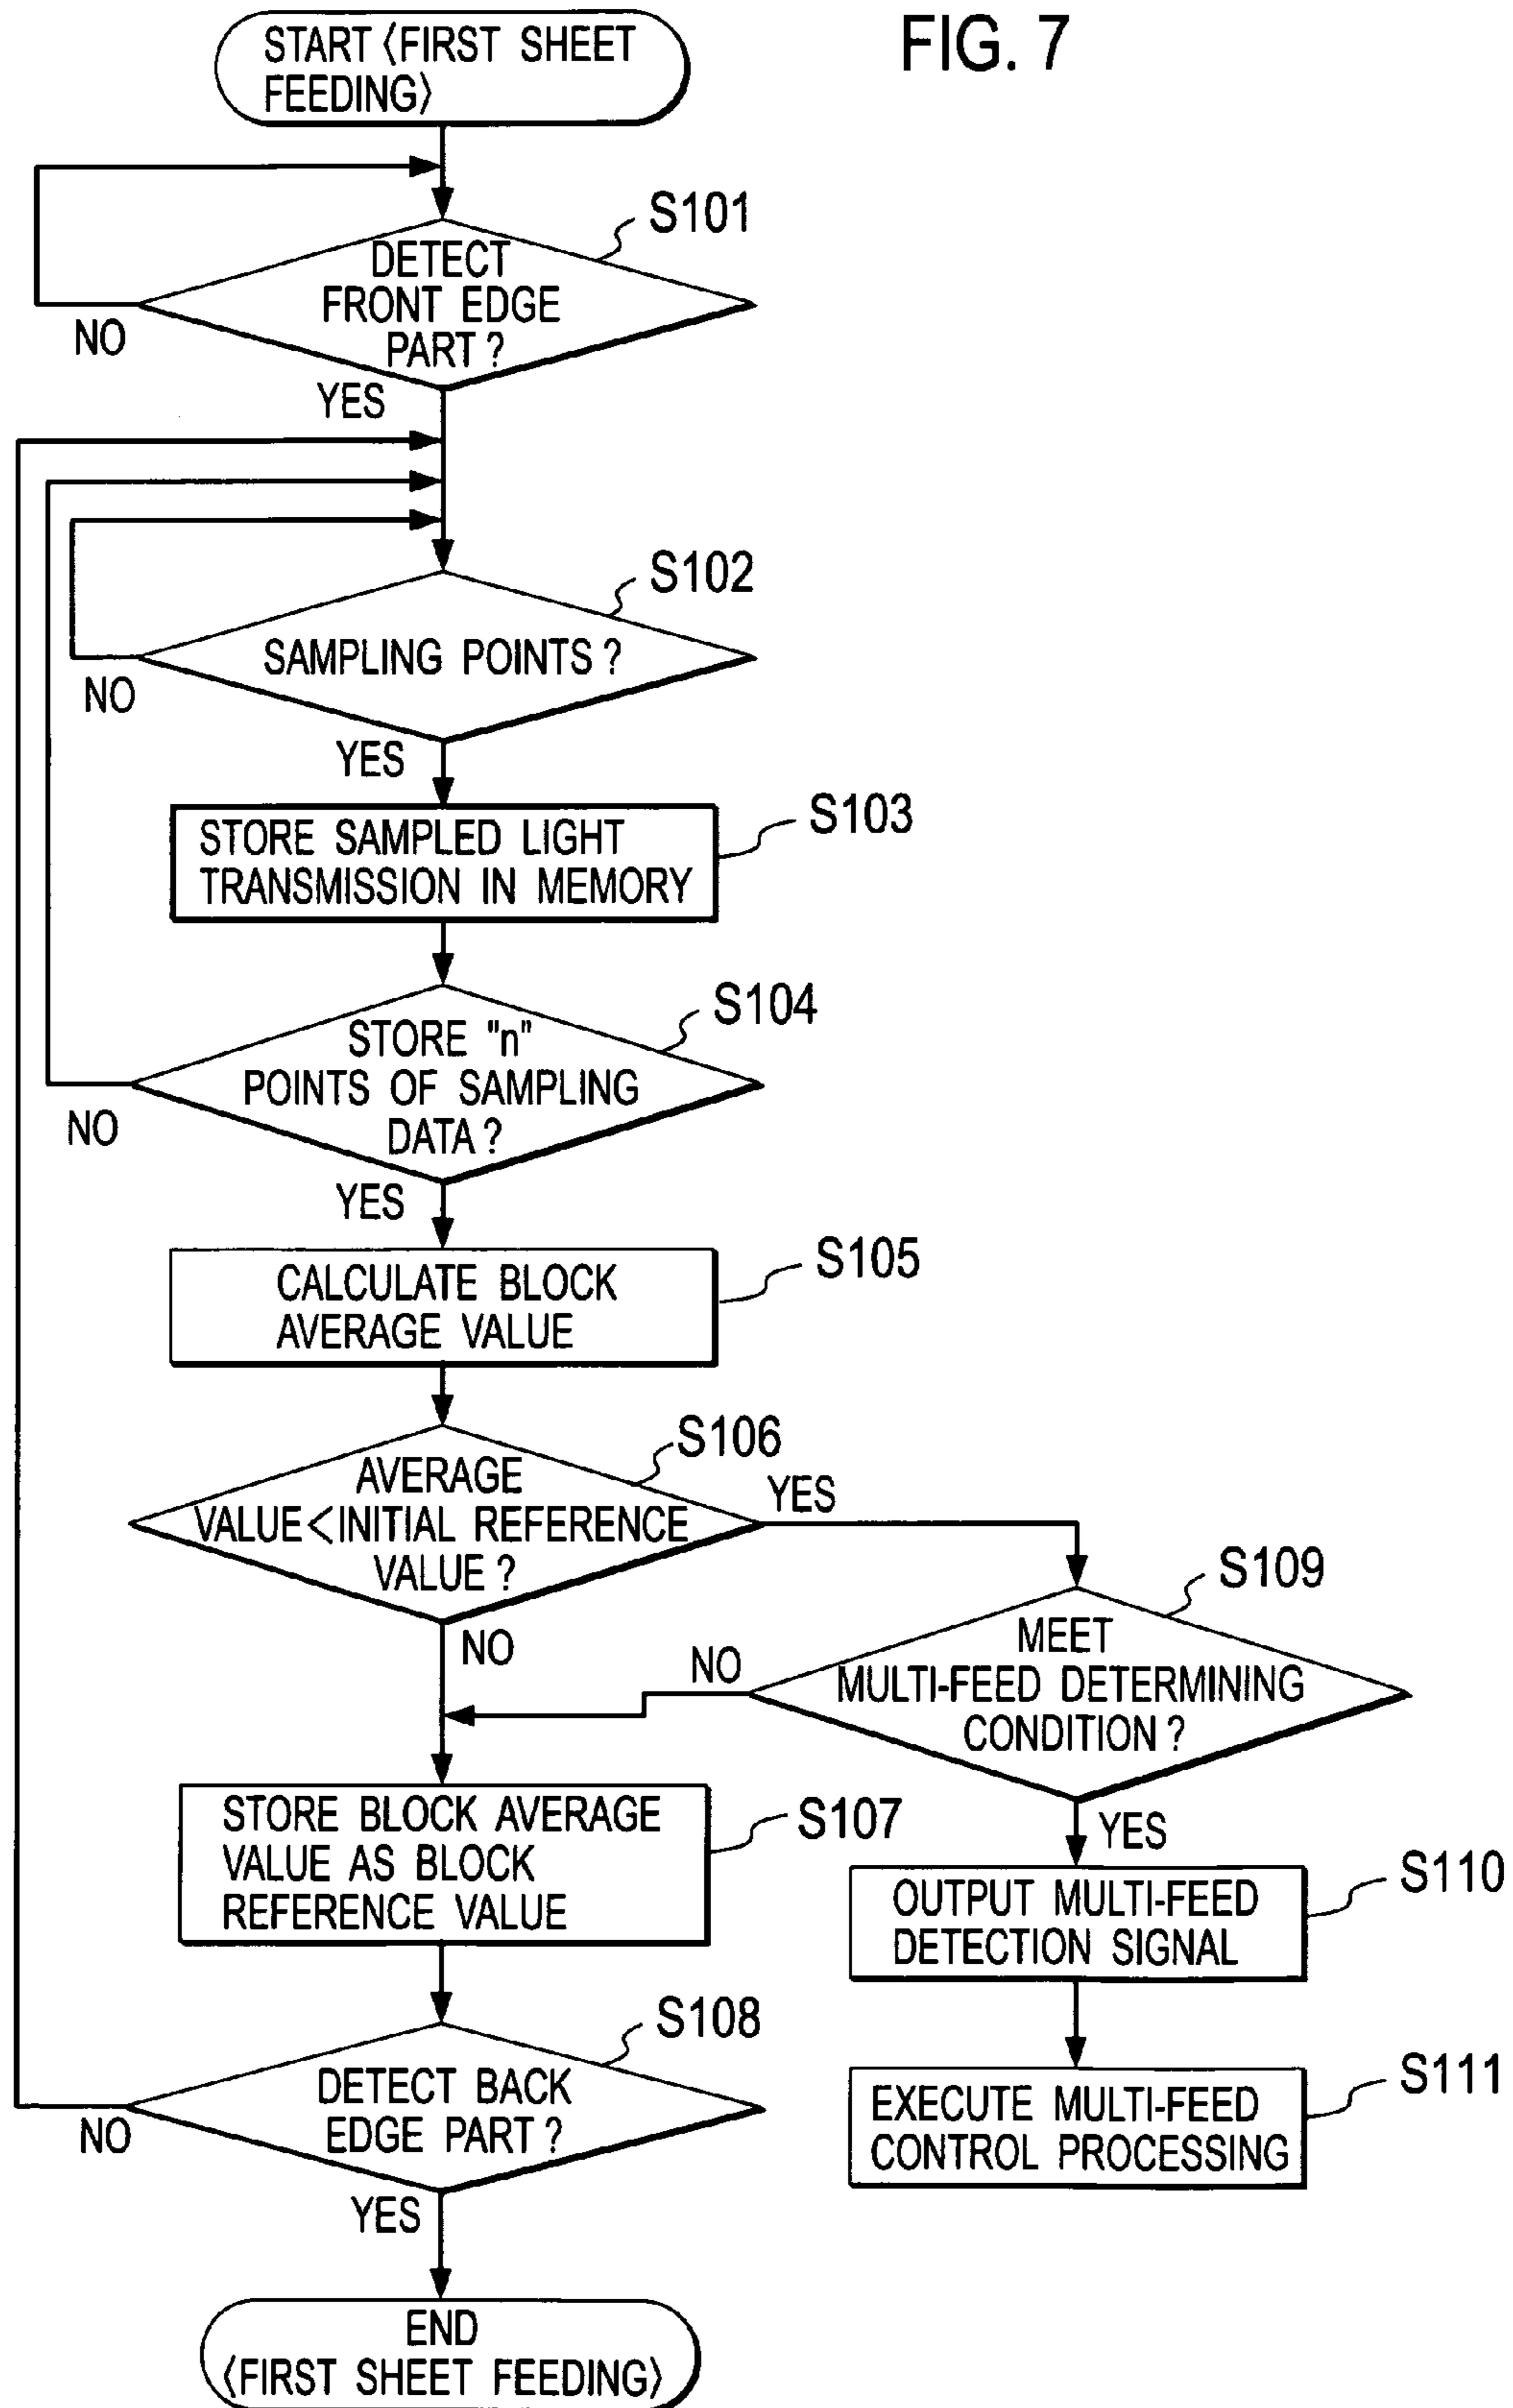 FIG. 7
START 〈FIRST SHEET
FEEDING〉
S101
DETECT
FRONT EDGE
PART ?
NO
YES
S102
SAMPLING POINTS ?
NO
YES
S103
STORE SAMPLED LIGHT
TRANSMISSION IN MEMORY
S104
STORE "n"
POINTS OF SAMPLING
DATA ?
NO
YES
S105
CALCULATE BLOCK
AVERAGE VALUE
S106
AVERAGE
VALUE<INITIAL REFERENCE
VALUE ?
YES
NO
S109
MEET
MULTI-FEED DETERMINING
CONDITION ?
NO
YES
S107
STORE BLOCK AVERAGE
VALUE AS BLOCK
REFERENCE VALUE
S110
OUTPUT MULTI-FEED
DETECTION SIGNAL
S108
DETECT BACK
EDGE PART ?
NO
YES
S111
EXECUTE MULTI-FEED
CONTROL PROCESSING
END
〈FIRST SHEET FEEDING〉